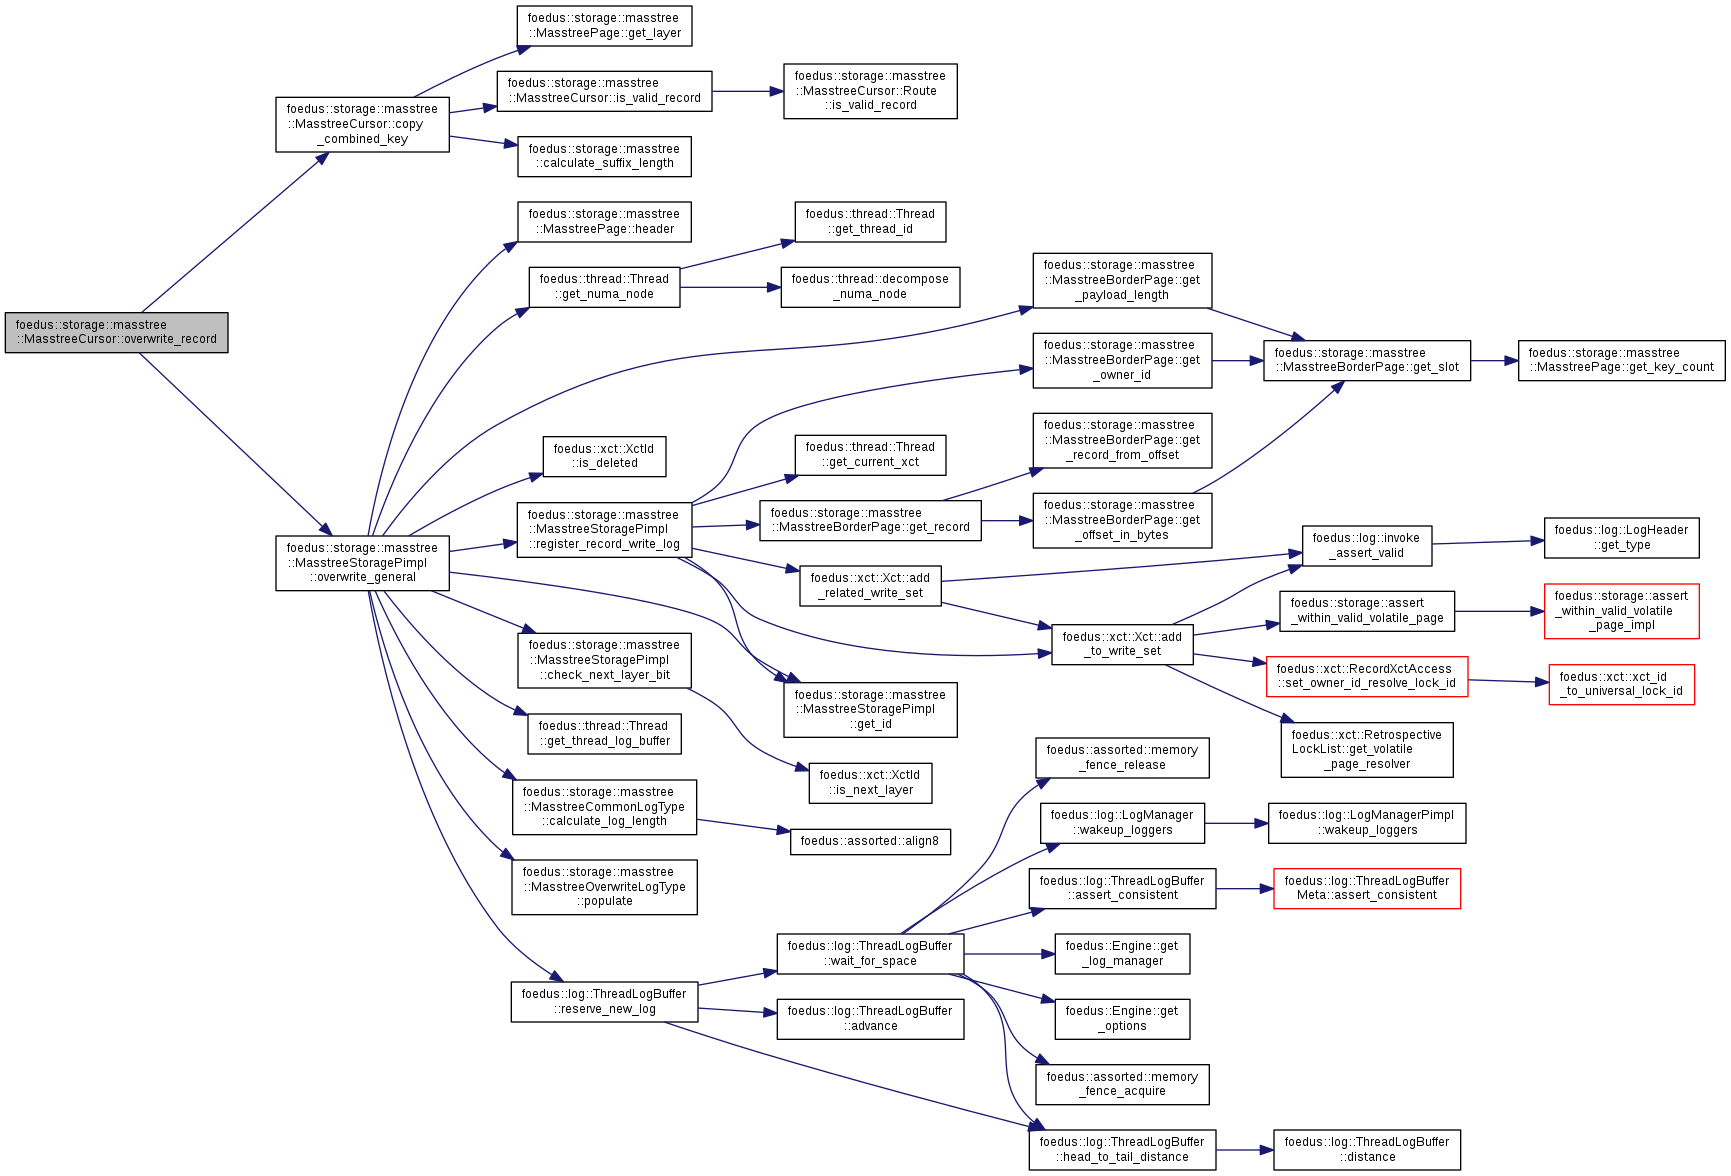 foedus::storage::masstree
::MasstreeCursor::overwrite_record
foedus::storage::masstree
::MasstreeCursor::copy
_combined_key
foedus::storage::masstree
::MasstreeStoragePimpl
::overwrite_general
foedus::storage::masstree
::MasstreePage::get_layer
foedus::storage::masstree
::MasstreeCursor::is_valid_record
foedus::storage::masstree
::calculate_suffix_length
foedus::storage::masstree
::MasstreePage::header
foedus::thread::Thread
::get_numa_node
foedus::xct::XctId
::is_deleted
foedus::storage::masstree
::MasstreeStoragePimpl
::register_record_write_log
foedus::storage::masstree
::MasstreeStoragePimpl
::check_next_layer_bit
foedus::thread::Thread
::get_thread_log_buffer
foedus::storage::masstree
::MasstreeCommonLogType
::calculate_log_length
foedus::storage::masstree
::MasstreeOverwriteLogType
::populate
foedus::log::ThreadLogBuffer
::reserve_new_log
foedus::storage::masstree
::MasstreeCursor::Route
::is_valid_record
foedus::thread::Thread
::get_thread_id
foedus::thread::decompose
_numa_node
foedus::thread::Thread
::get_current_xct
foedus::storage::masstree
::MasstreeBorderPage::get_record
foedus::xct::Xct::add
_related_write_set
foedus::storage::masstree
::MasstreeStoragePimpl
::get_id
foedus::xct::XctId
::is_next_layer
foedus::assorted::align8
foedus::log::ThreadLogBuffer
::wait_for_space
foedus::log::ThreadLogBuffer
::advance
foedus::storage::masstree
::MasstreeBorderPage::get
_payload_length
foedus::storage::masstree
::MasstreeBorderPage::get
_owner_id
foedus::storage::masstree
::MasstreeBorderPage::get
_record_from_offset
foedus::storage::masstree
::MasstreeBorderPage::get
_offset_in_bytes
foedus::xct::Xct::add
_to_write_set
foedus::assorted::memory
_fence_release
foedus::log::LogManager
::wakeup_loggers
foedus::log::ThreadLogBuffer
::assert_consistent
foedus::Engine::get
_log_manager
foedus::Engine::get
_options
foedus::assorted::memory
_fence_acquire
foedus::log::ThreadLogBuffer
::head_to_tail_distance
foedus::storage::masstree
::MasstreeBorderPage::get_slot
foedus::log::invoke
_assert_valid
foedus::storage::assert
_within_valid_volatile_page
foedus::xct::RecordXctAccess
::set_owner_id_resolve_lock_id
foedus::xct::Retrospective
LockList::get_volatile
_page_resolver
foedus::log::LogManagerPimpl
::wakeup_loggers
foedus::log::ThreadLogBuffer
Meta::assert_consistent
foedus::log::ThreadLogBuffer
::distance
foedus::storage::masstree
::MasstreePage::get_key_count
foedus::log::LogHeader
::get_type
foedus::storage::assert
_within_valid_volatile
_page_impl
foedus::xct::xct_id
_to_universal_lock_id